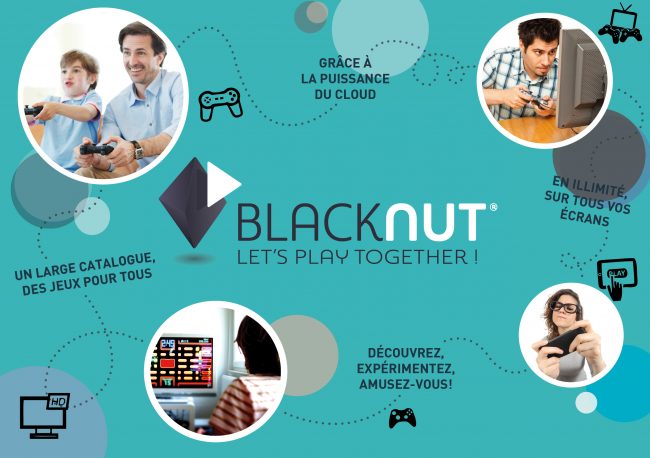 GRÂCE À
LA PUISSANCE
DU CLOUD
EN ILLIMITÉ,
SUR TOUS VOS
ÉCRANS
BLACKNUT®
LET'S PLAY TOGETHER !
UN LARGE CATALOGUE,
DES JEUX POUR TOUS
PLAY
DÉCOUVREZ,
EXPÉRIMENTEZ,
AMUSEZ-VOUS!
HD